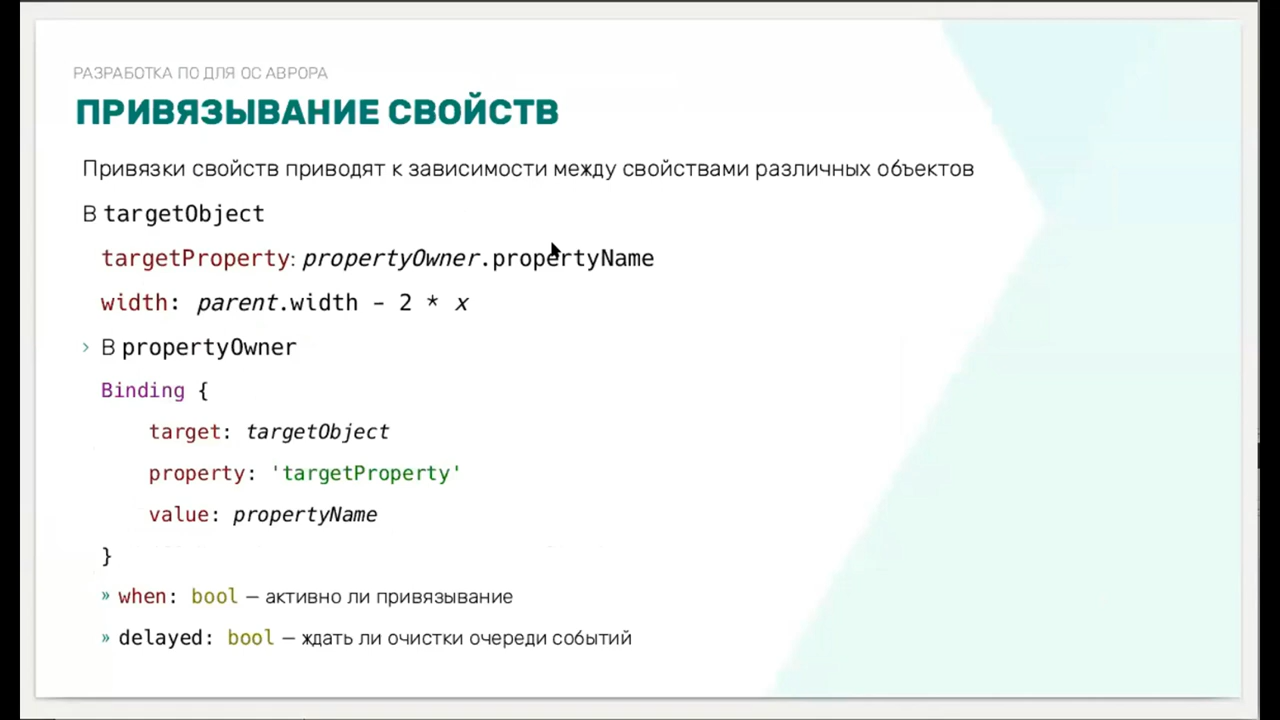 РАЗРАБОТКА ПО ДЛЯ ОС АВРОРА
ПРИВЯЗЫВАНИЕ СВОЙСТВ
Привязки свойств приводят к зависимости между свойствами различных объектов
В targetObject
targetProperty: propertyOwner.propertyName
width: parent.width - 2 * x
› В propertyOwner
Binding {
target: targetObject
property: 'targetProperty'
value: propertyName
}
» when: bool — активно ли привязывание
» delayed: bool — ждать ли очистки очереди событий